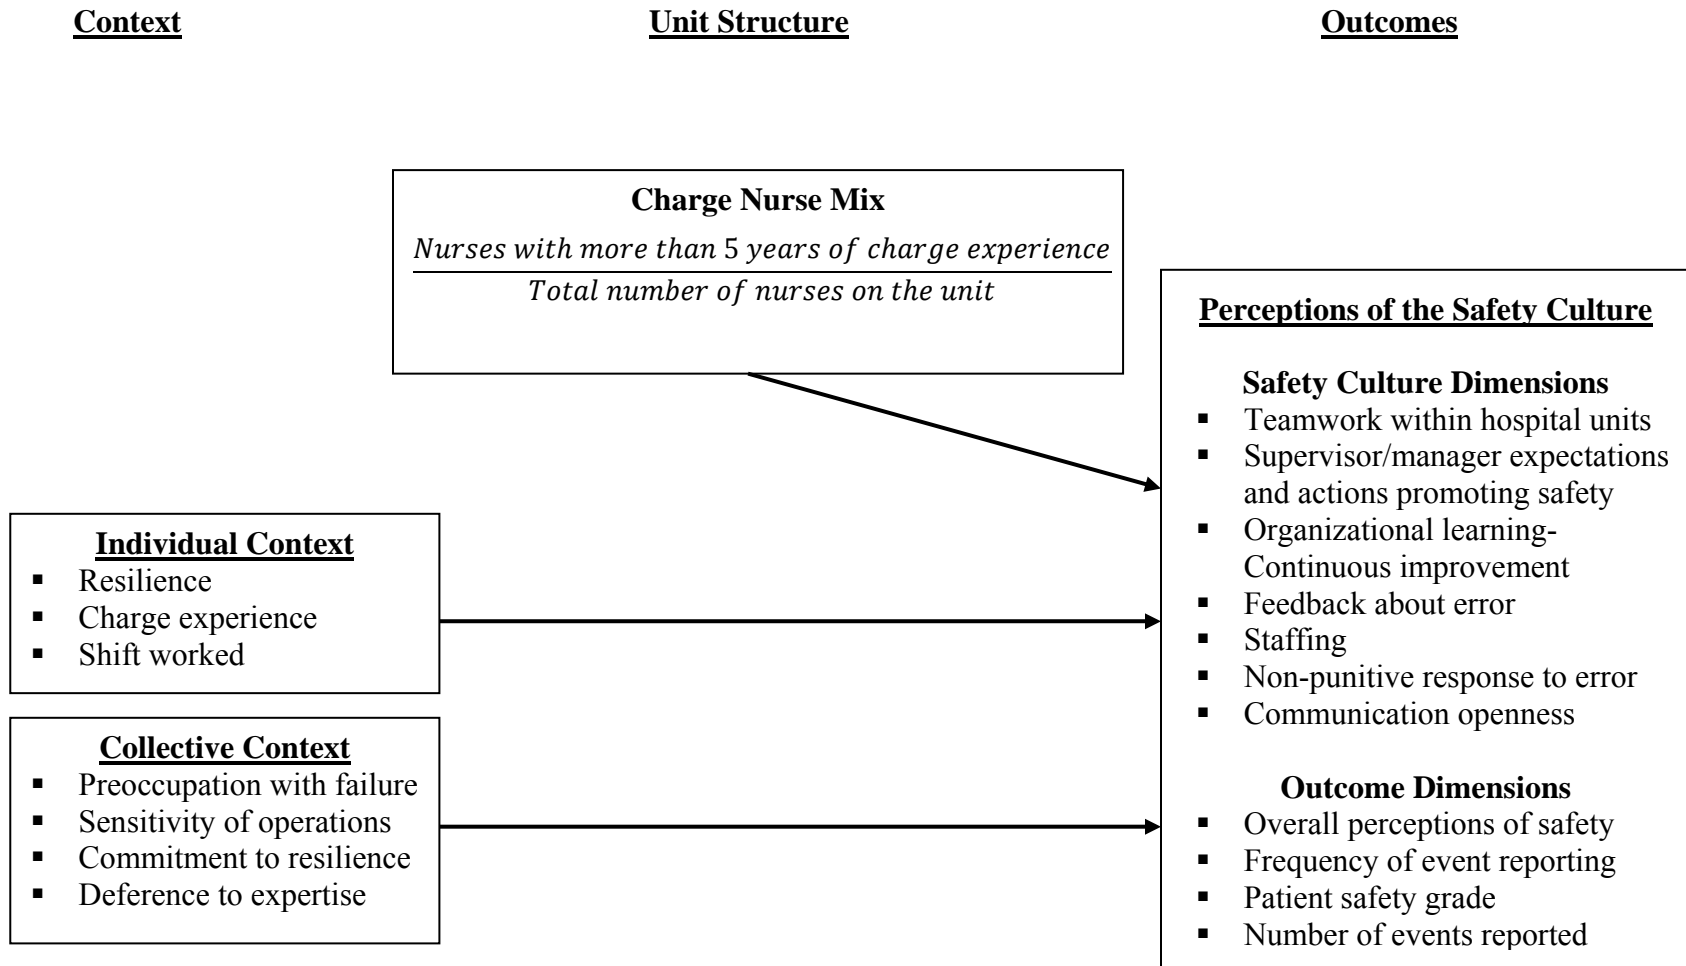 Context
Unit Structure
Outcomes
Charge Nurse Mix
Nurses with more than 5 years of charge experience
Total number of nurses on the unit
Individual Context
▪ Resilience
▪ Charge experience
▪ Shift worked
Collective Context
▪ Preoccupation with failure
▪ Sensitivity of operations
▪ Commitment to resilience
▪ Deference to expertise
Perceptions of the Safety Culture
Safety Culture Dimensions
▪ Teamwork within hospital units
▪ Supervisor/manager expectations
and actions promoting safety
▪ Organizational learning-
Continuous improvement
▪ Feedback about error
▪ Staffing
▪ Non-punitive response to error
▪ Communication openness
Outcome Dimensions
▪ Overall perceptions of safety
▪ Frequency of event reporting
▪ Patient safety grade
▪ Number of events reported